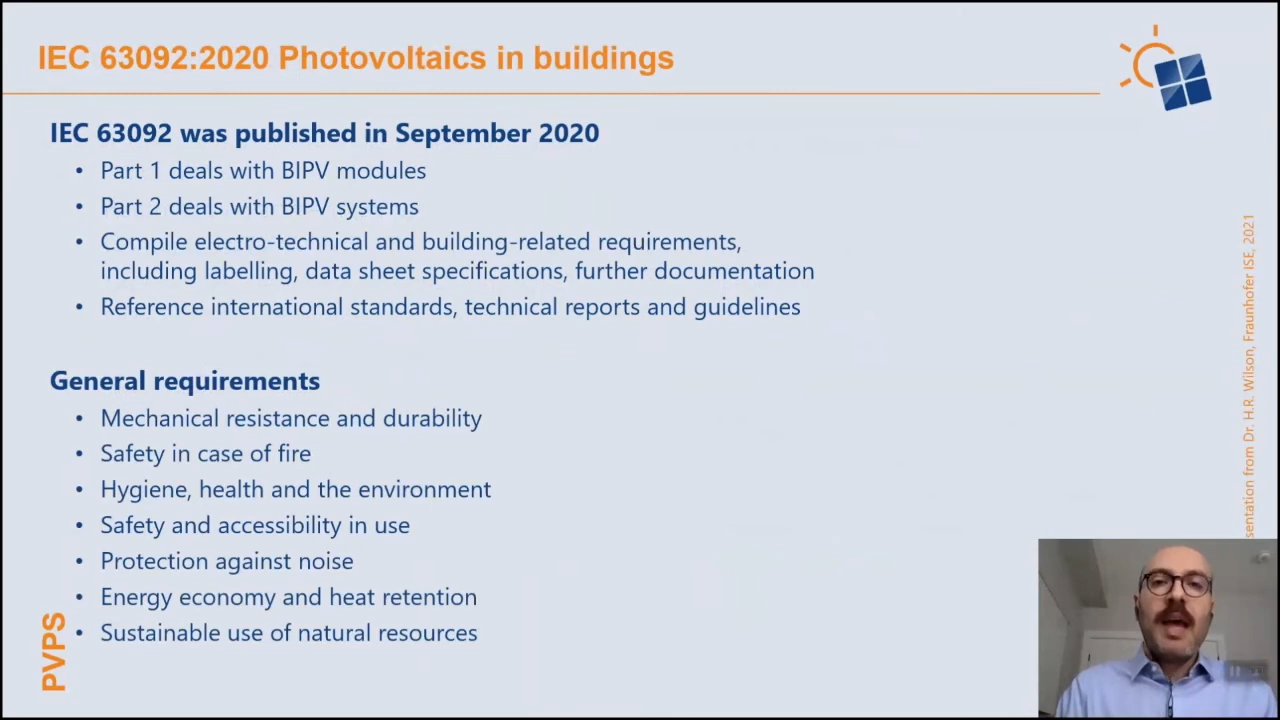 IEC 63092:2020 Photovoltaics in buildings
IEC 63092 was published in September 2020
• Part 1 deals with BIPV modules
• Part 2 deals with BIPV systems
• Compile electro-technical and building-related requirements,
including labelling, data sheet specifications, further documentation
• Reference international standards, technical reports and guidelines
General requirements
• Mechanical resistance and durability
• Safety in case of fire
• Hygiene, health and the environment
• Safety and accessibility in use
• Protection against noise
• Energy economy and heat retention
• Sustainable use of natural resources
PVPS
from Dr. H.R. Wilson, Fraunhofer ISE, 2021